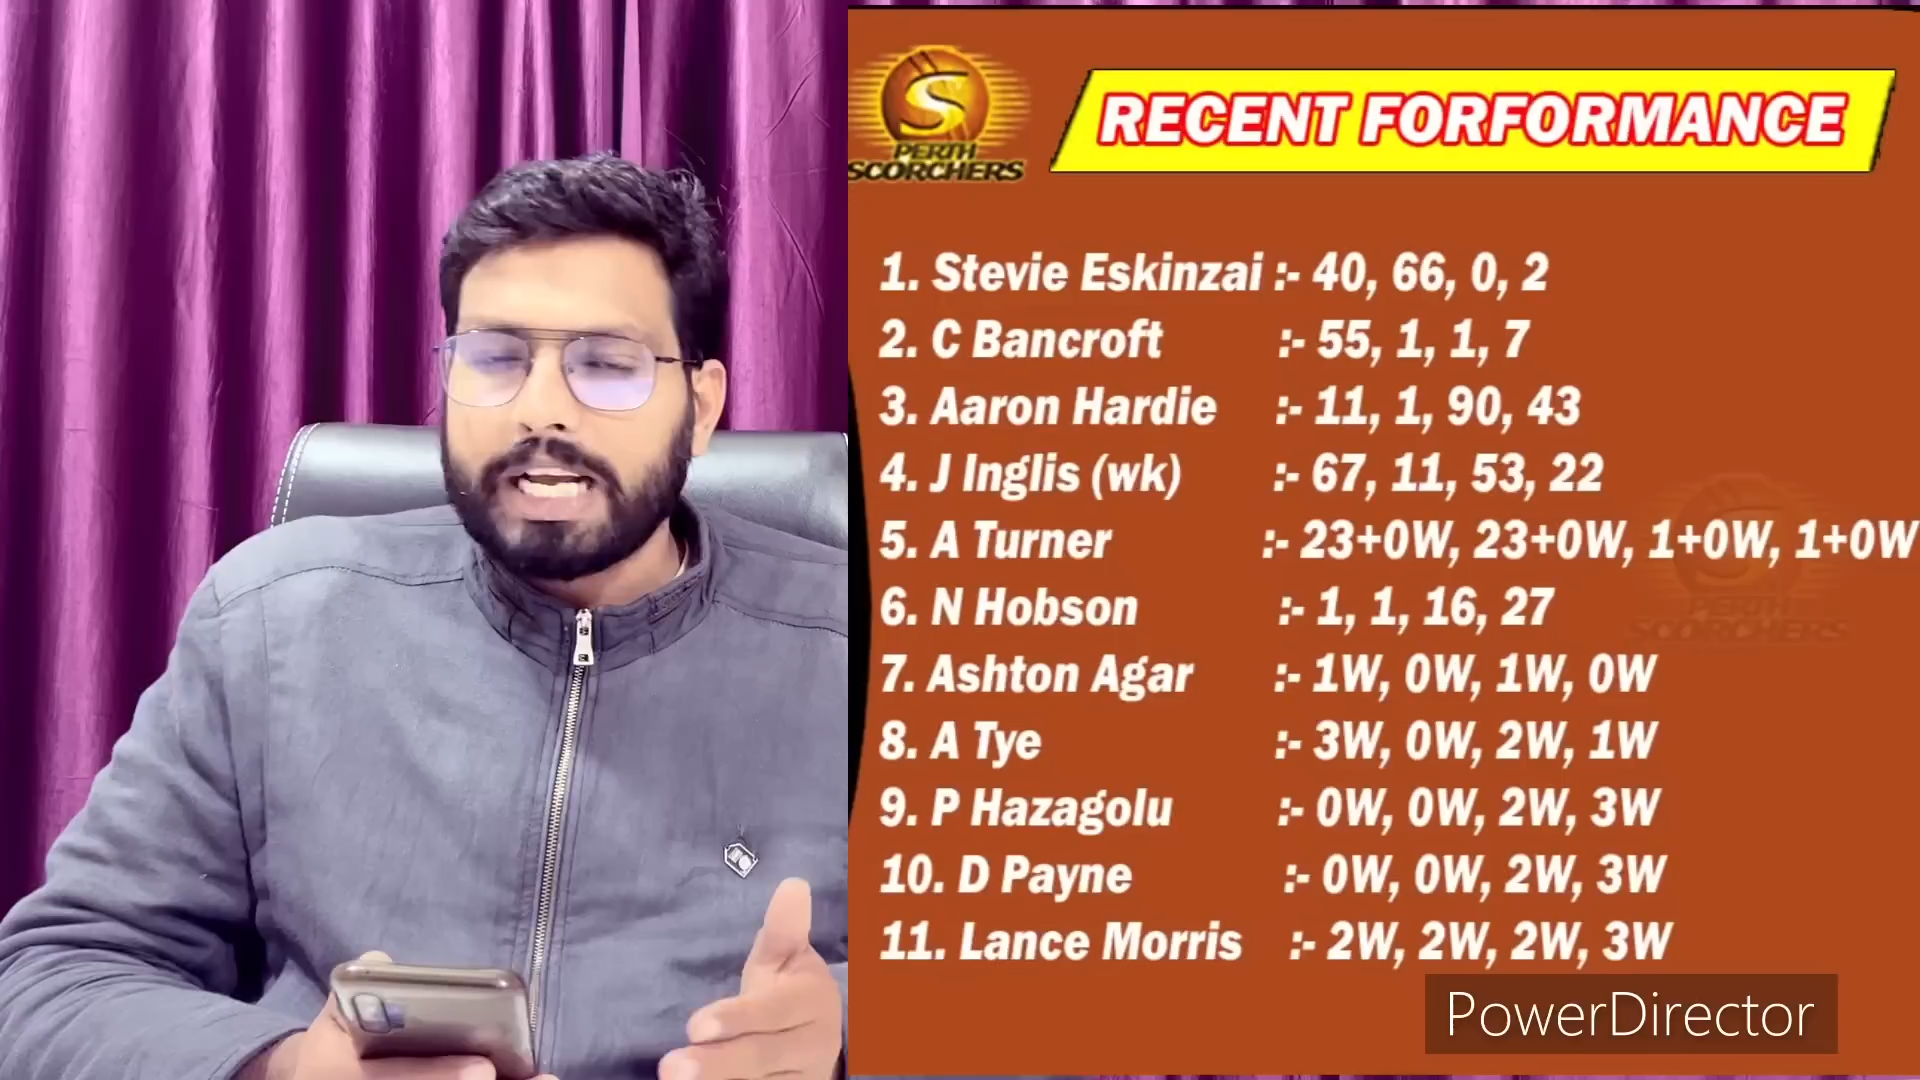 PERTH
SCORCHERS
RECENT FORFORMANCE
1. Stevie Eskinzai :- 40, 66, 0, 2
2. C Bancroft :- 55, 1, 1, 7
3. Aaron Hardie :- 11, 1, 90, 43
4. J Inglis (wk) :- 67, 11, 53, 22
5. A Turner :- 23+0W, 23+0W, 1+0W, 1+0W
6. N Hobson :- 1, 1, 16, 27
7. Ashton Agar :- 1W, 0W, 1W, 0W
8. A Tye :- 3W, 0W, 2W, 1W
9. P Hazagolu :- 0W, 0W, 2W, 3W
10. D Payne :- 0W, 0W, 2W, 3W
11. Lance Morris :- 2W, 2W, 2W, 3W
PERTH
SCORCHERS
PowerDirector